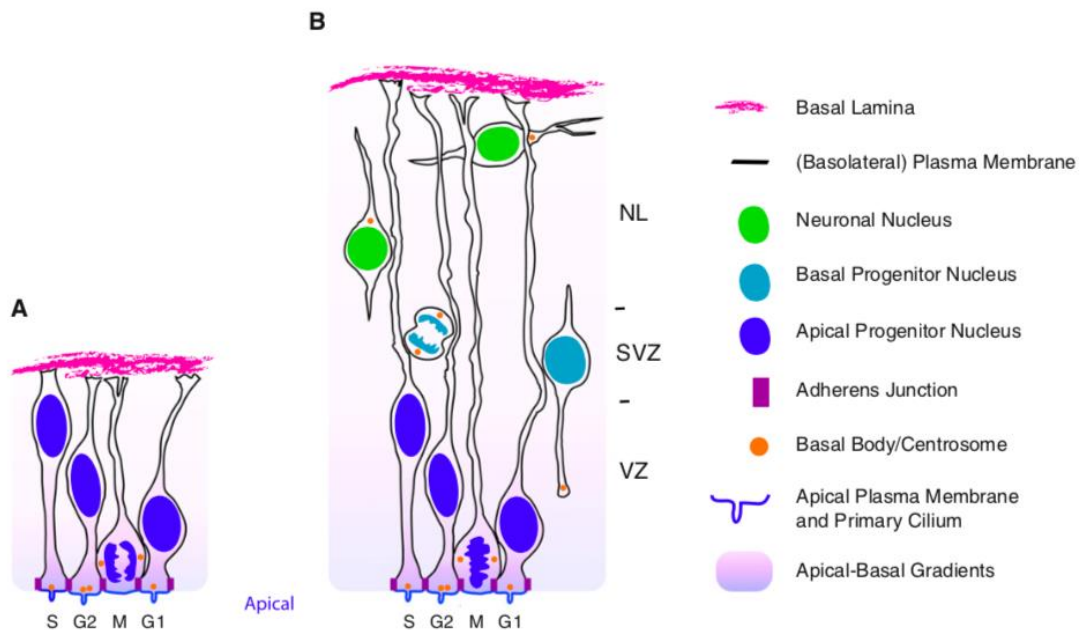 B
A
NL
–
SVZ
–
VZ
S G2 M G1
Apical
S G2 M G1
Basal Lamina
(Basolateral) Plasma Membrane
Neuronal Nucleus
Basal Progenitor Nucleus
Apical Progenitor Nucleus
Adherens Junction
Basal Body/Centrosome
Apical Plasma Membrane
and Primary Cilium
Apical-Basal Gradients